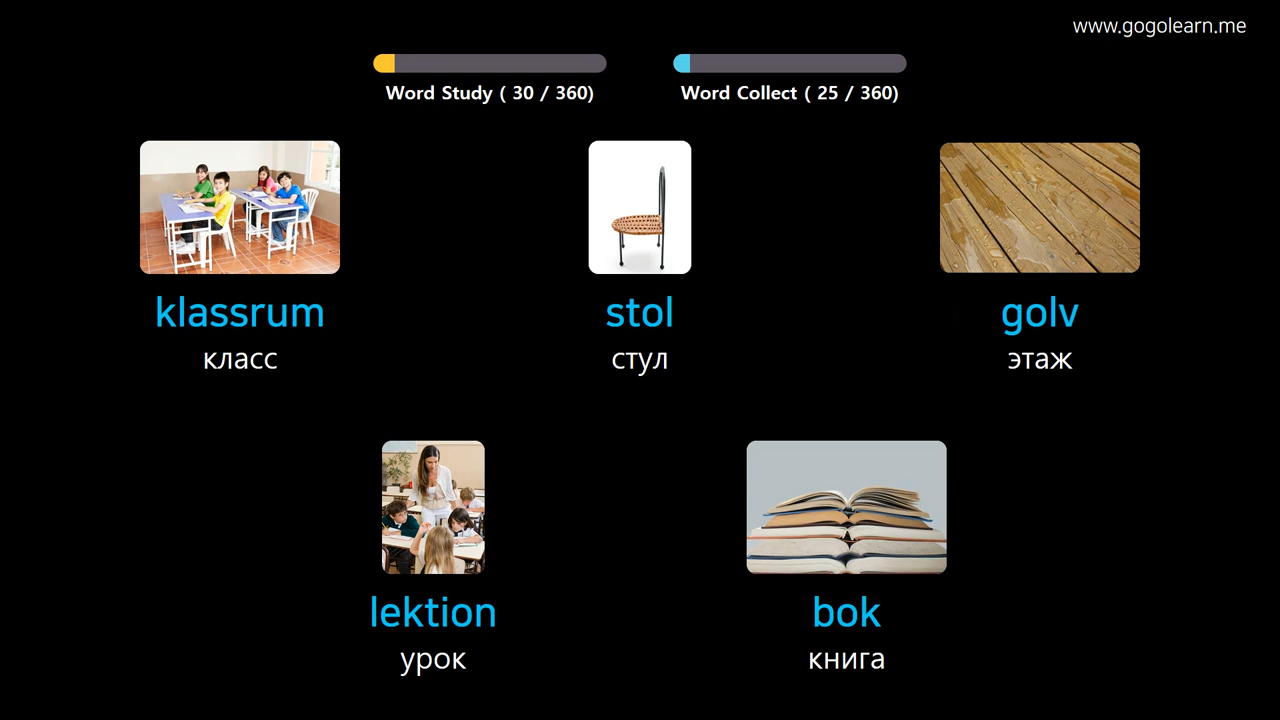 www.gogolearn.me
Word Study ( 30 / 360)
Word Collect ( 25 / 360)
klassrum
класс
stol
стул
golv
этаж
lektion
урок
bok
книга